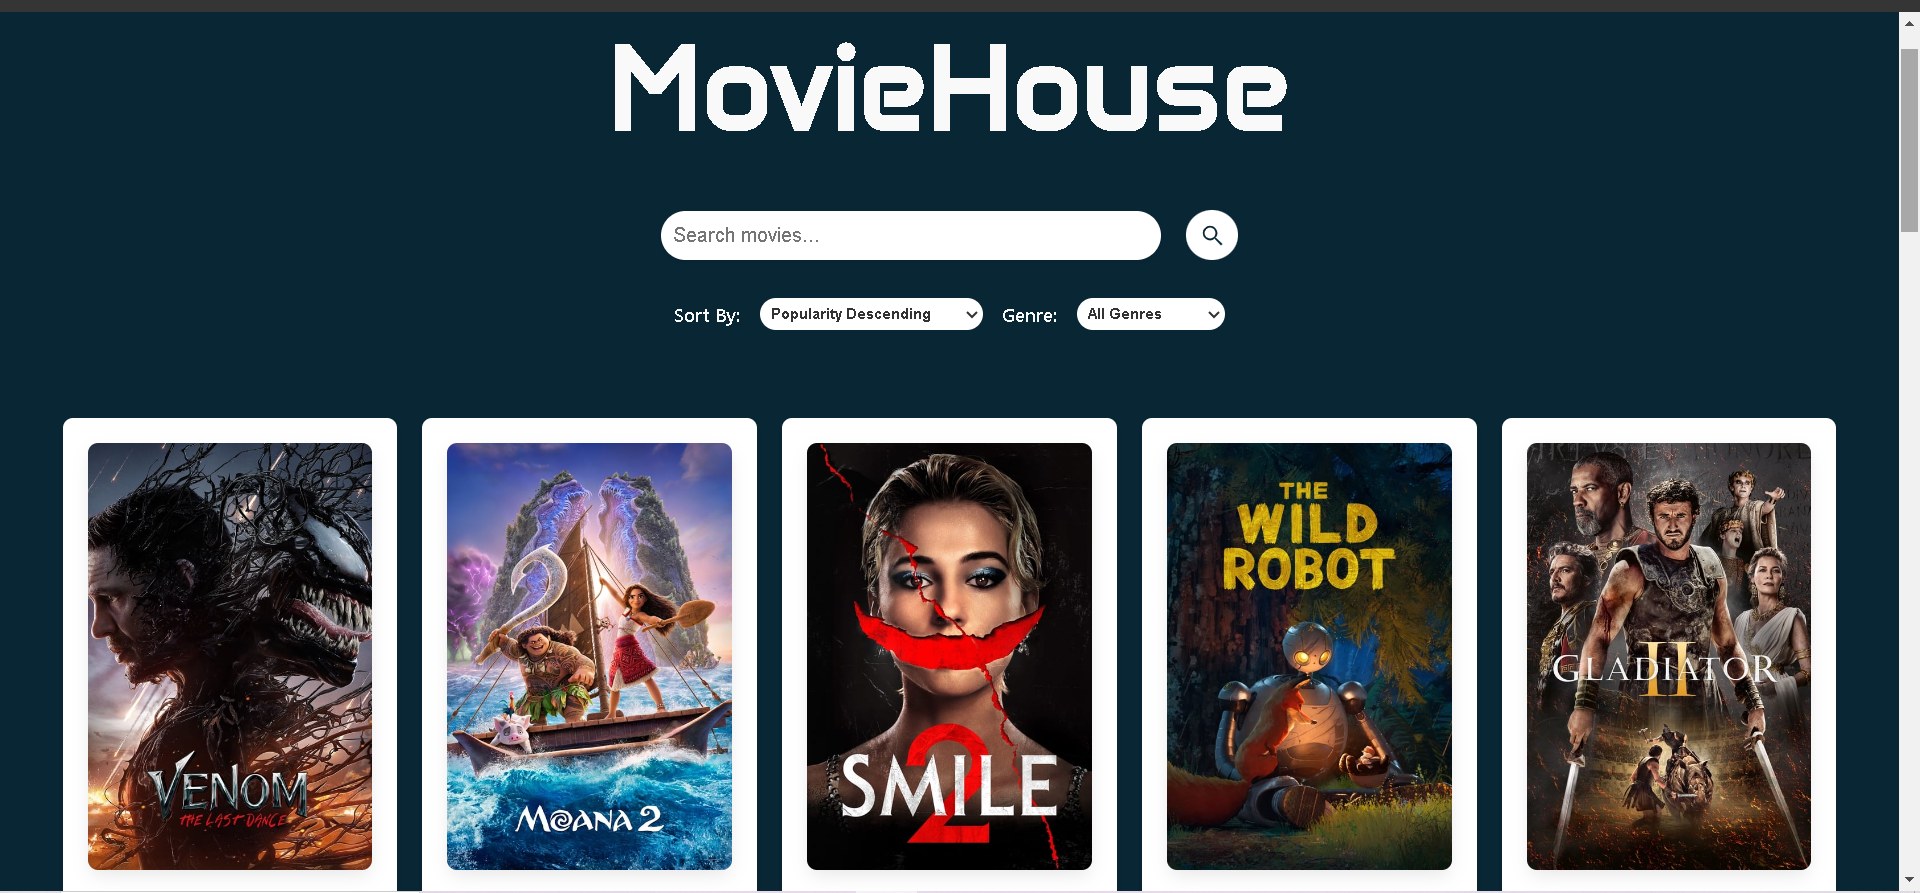 MovieHouse
Search movies...
Sort By: Popularity Descending Genre: All Genres
VENOM
THE LAST DANCE
MOANA 2
SMILE
2
THE
WILD
ROBOT
GLADIATOR
II